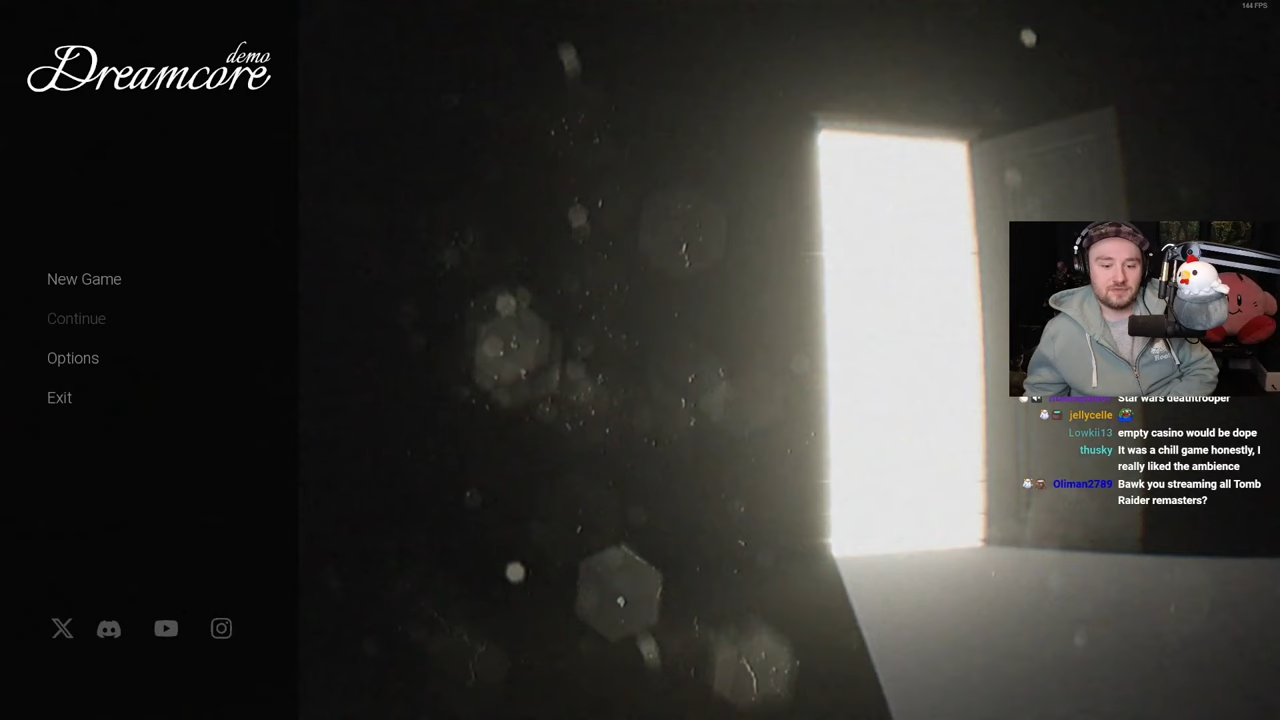 144 FPS
demo
Dreamcore
New Game
Continue
Options
Exit
Star wars deathtrooper
jellycelle
Lowkii13 empty casino would be dope
thusky It was a chill game honestly, I
really liked the ambience
Oliman2789 Bawk you streaming all Tomb
Raider remasters?